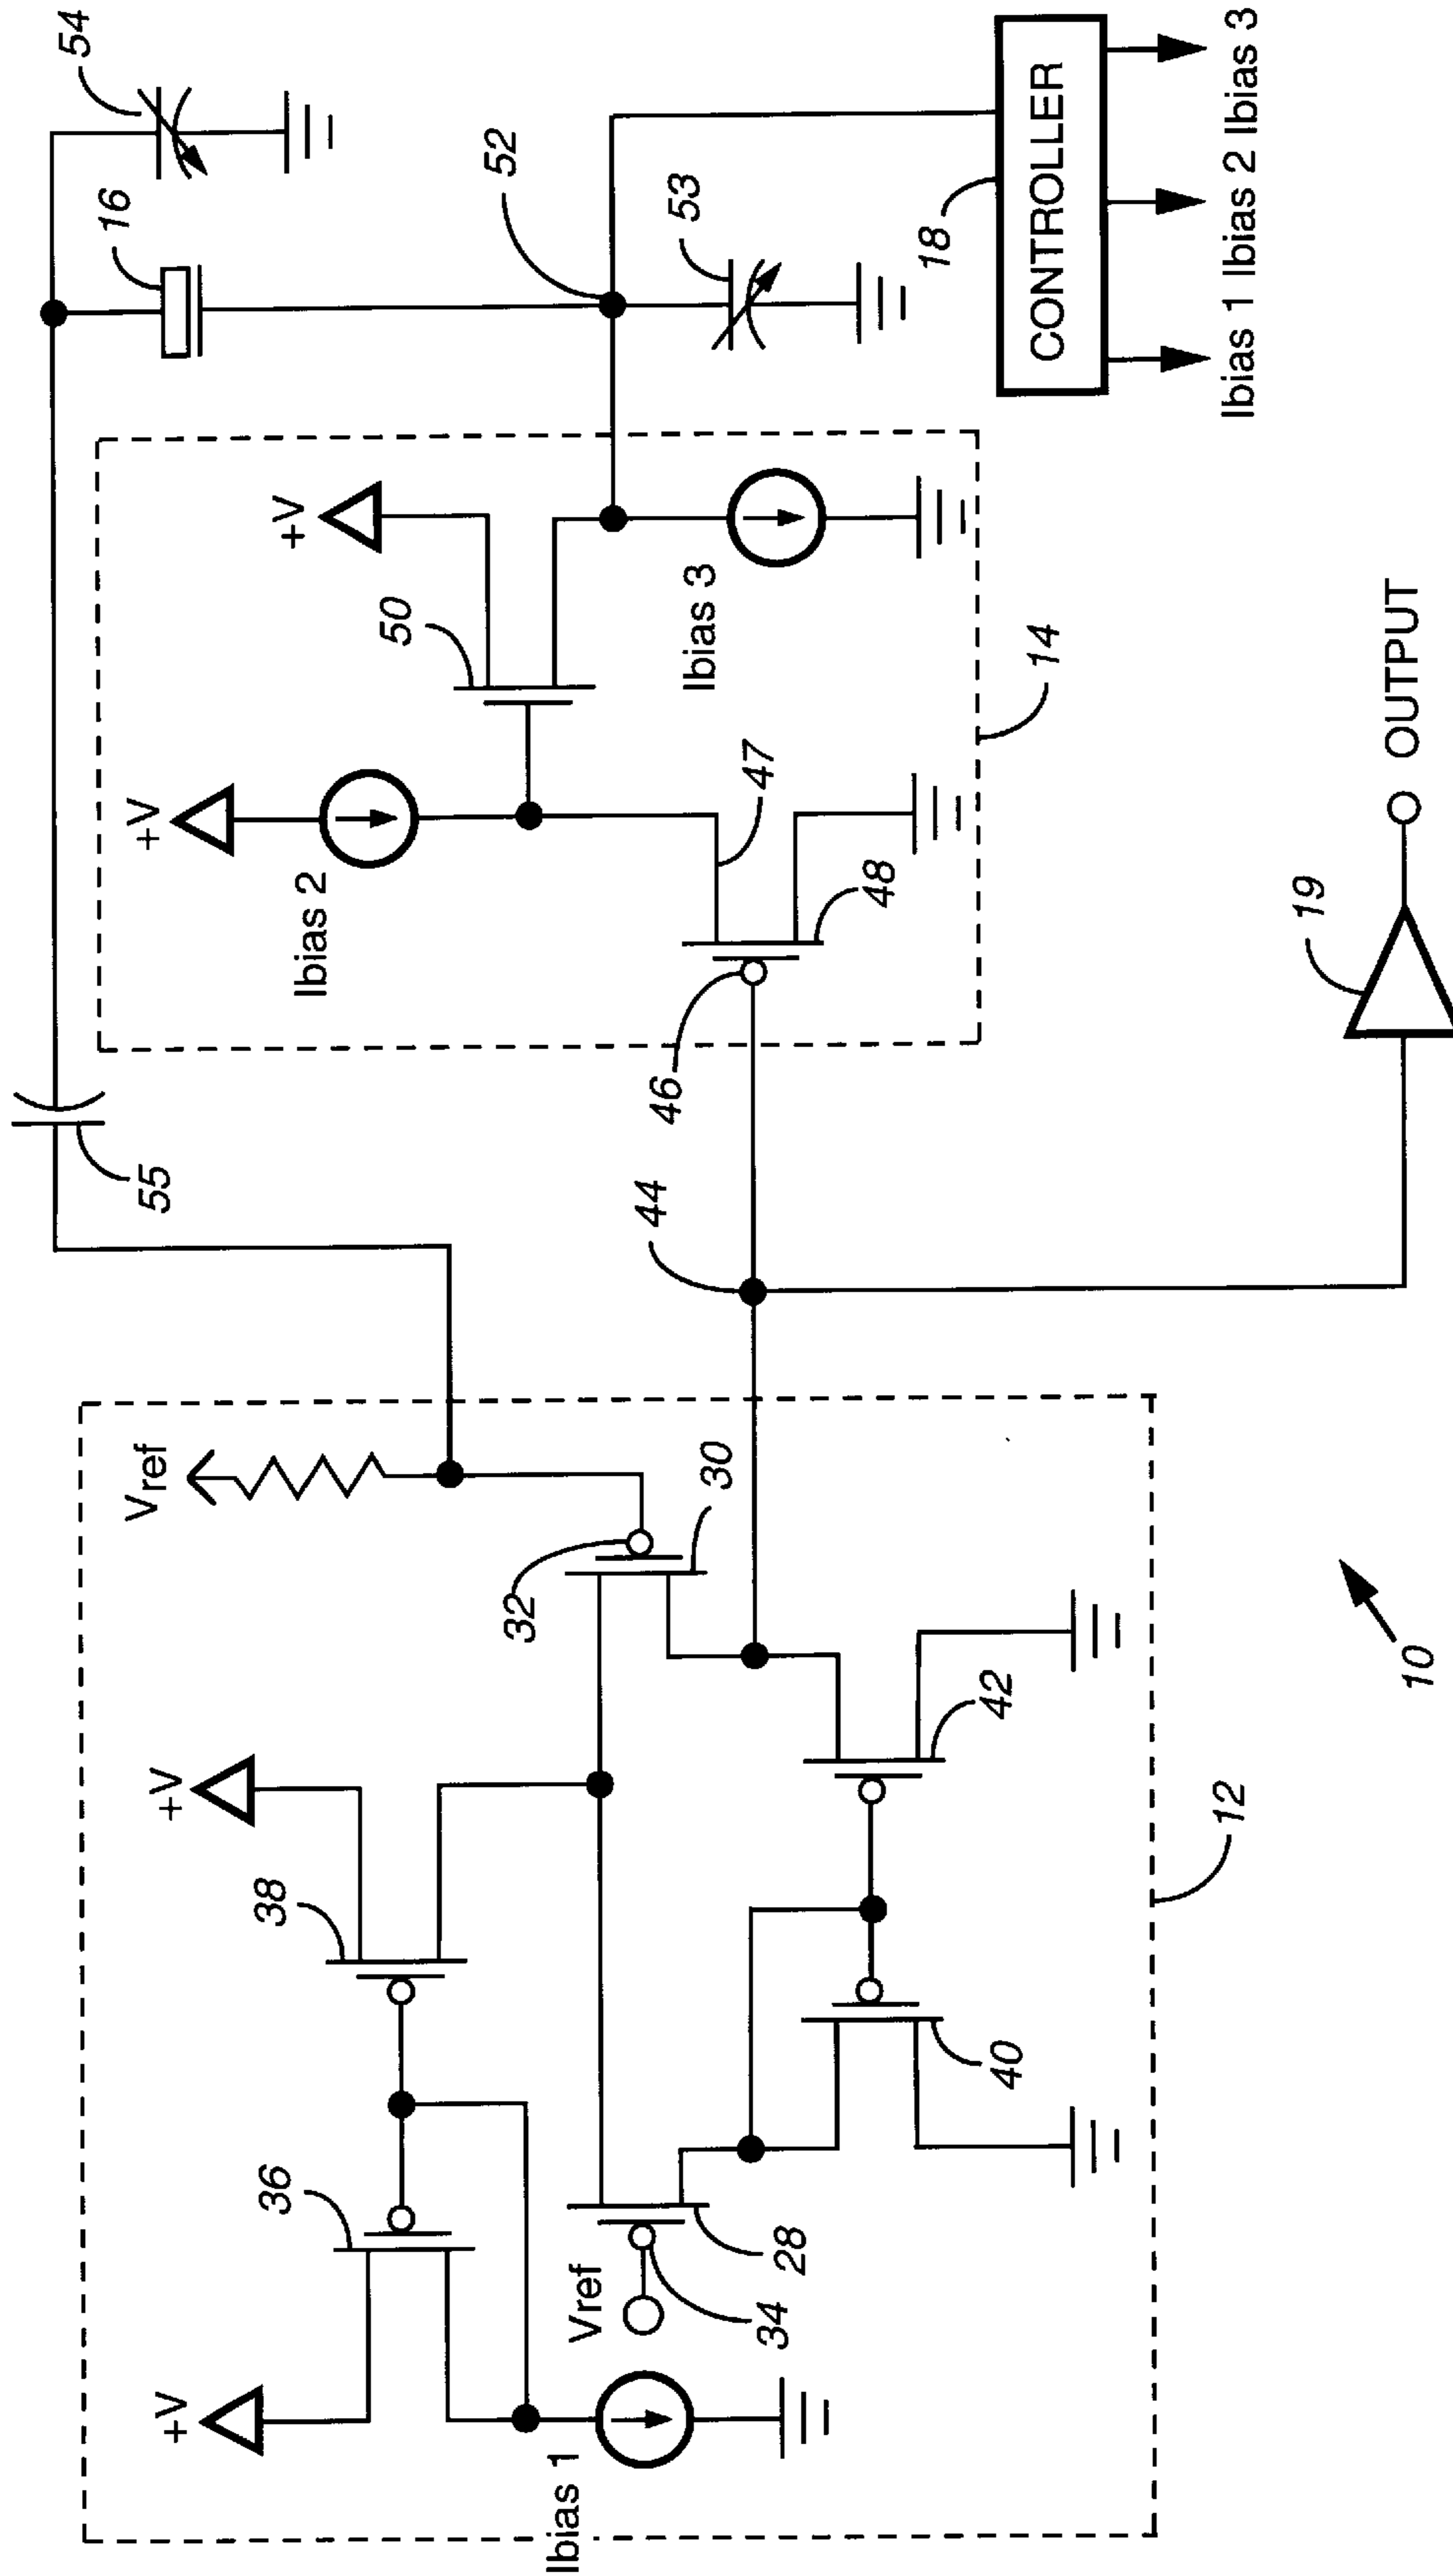 +V
36
Ibias 1
Vref
34
28
38
+V
40
42
12
Vref
32
30
10
55
44
46
48
47
Ibias 2
+V
50
+V
Ibias 3
14
19
OUTPUT
16
54
52
53
18
CONTROLLER
Ibias 1 Ibias 2 Ibias 3